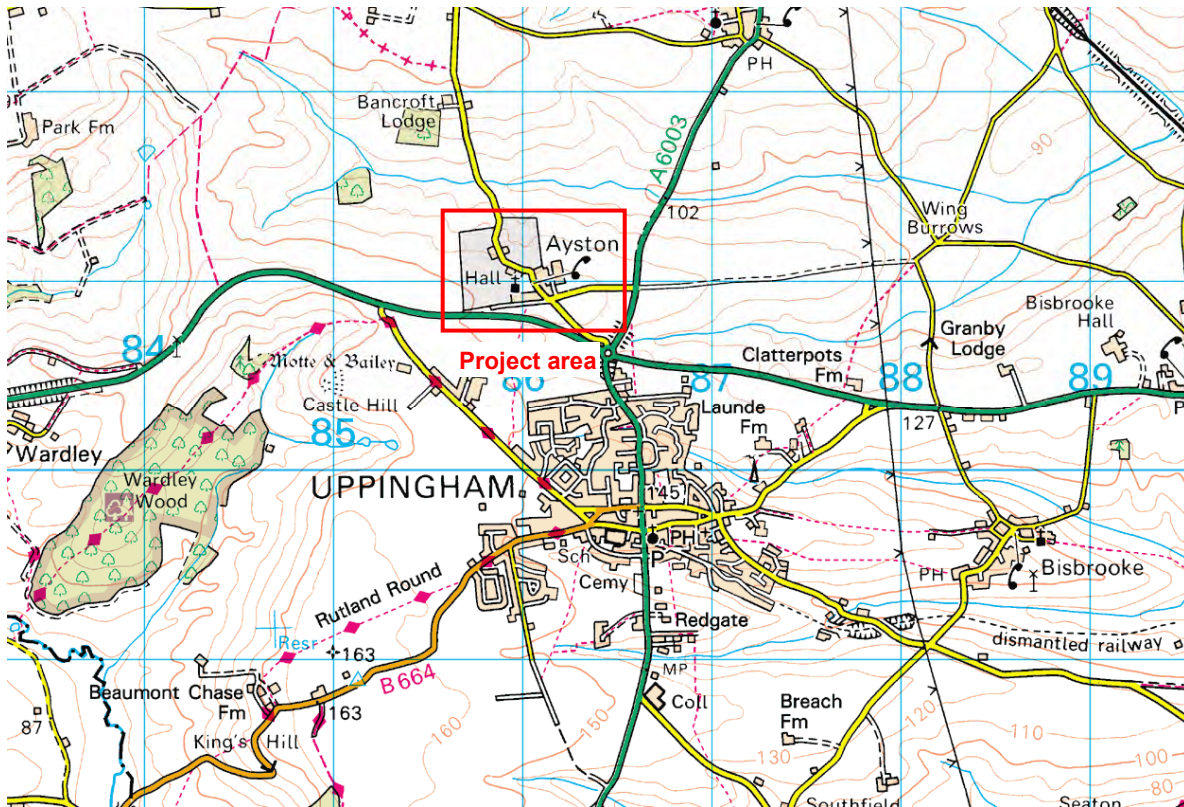 PH
Bancroft
Lodge
Park Fm
A6003
90
102
Wing
Burrows
Ayston
Hall
Bisbrooke
Hall
Granby
Lodge
84
Motte & Bailey
Project area
86
87
Clatterpots
Fm
88
89
Castle Hill
Launde
Fm
127
P
85
Wardley
Wardley
Wood
UPPINGHAM
145
PH
Sch
P
Cemy
PH
Bisbrooke
Rutland Round
Redgate
Resr
163
dismantled railway
MP
B 664
Beaumont Chase
Fm
163
Coll
Breach
Fm
87
King's Hill
160
150
130
120
110
100
80
Southfield
Seaton